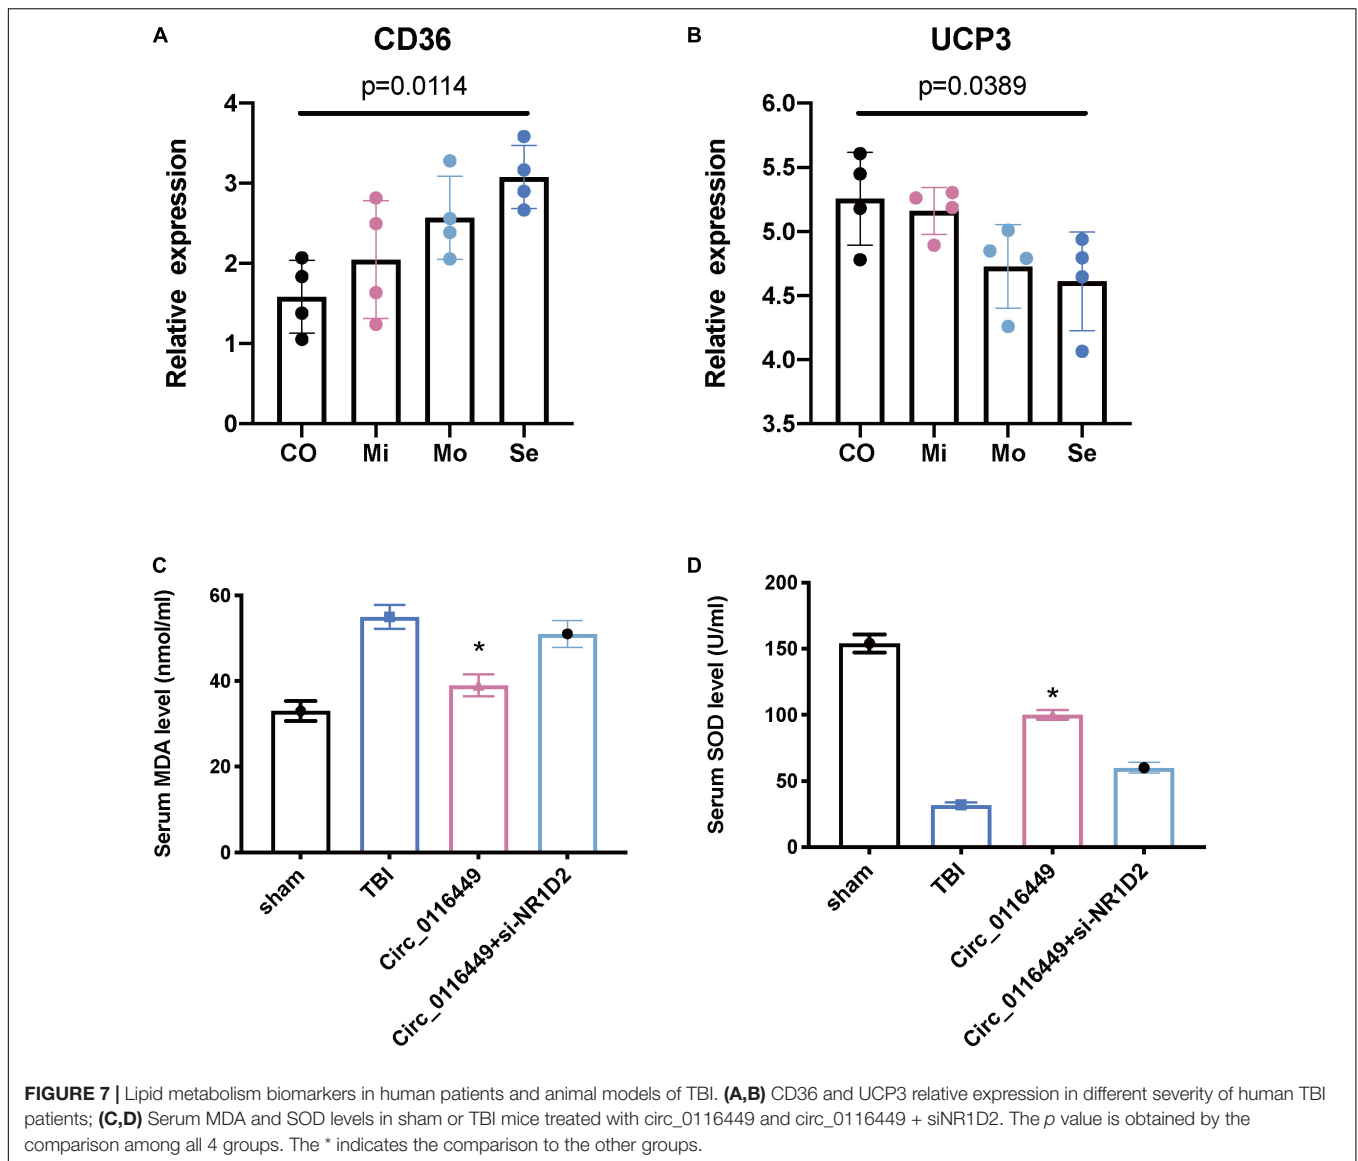 A
CD36
p=0.0114
Relative expression
4
3
2
1
0
CO Mi Mo Se
B
UCP3
p=0.0389
Relative expression
6.0
5.5
5.0
4.5
4.0
3.5
CO Mi Mo Se
C
Serum MDA level (nmol/ml)
60
40
20
0
*
sham
TBI
Circ_0116449
Circ_0116449+si-NR1D2
D
Serum SOD level (U/ml)
200
150
100
50
0
*
sham
TBI
Circ_0116449
Circ_0116449+si-NR1D2
FIGURE 7 | Lipid metabolism biomarkers in human patients and animal models of TBI. (A,B) CD36 and UCP3 relative expression in different severity of human TBI
patients; (C,D) Serum MDA and SOD levels in sham or TBI mice treated with circ_0116449 and circ_0116449 + siNR1D2. The p value is obtained by the
comparison among all 4 groups. The * indicates the comparison to the other groups.